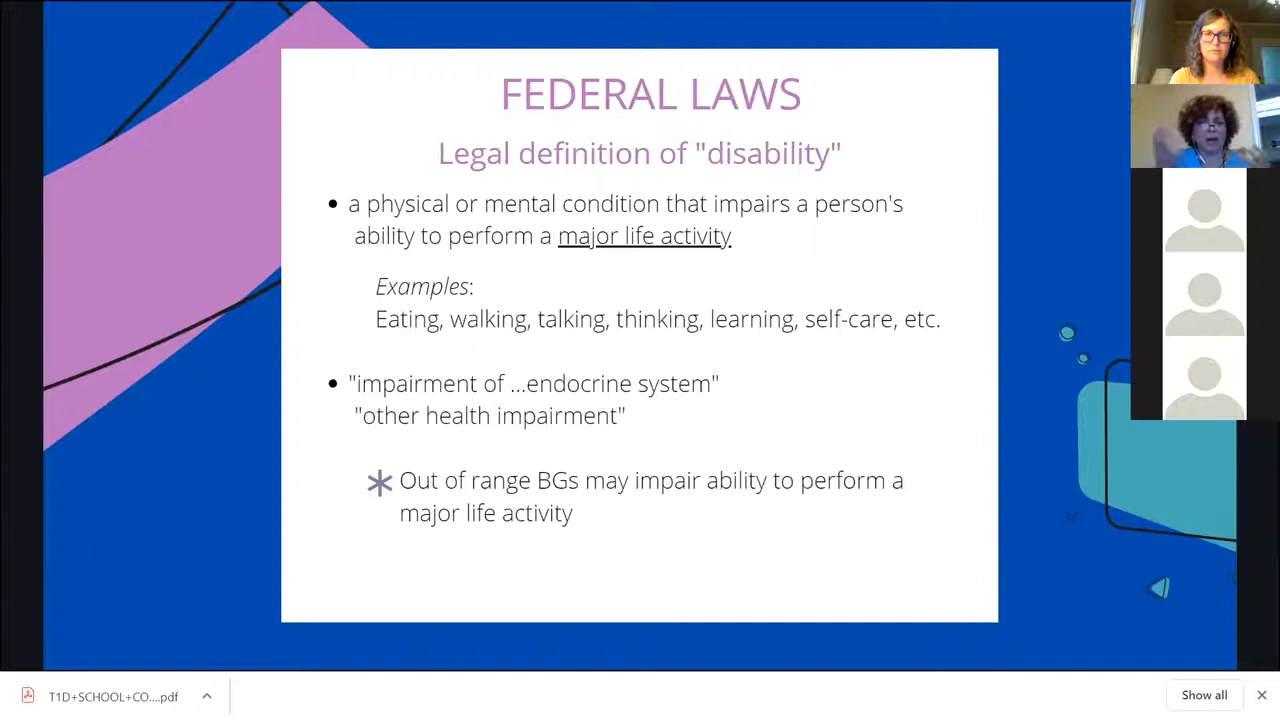 FEDERAL LAWS
Legal definition of "disability"
• a physical or mental condition that impairs a person's
ability to perform a major life activity
Examples:
Eating, walking, talking, thinking, learning, self-care, etc.
• "impairment of ...endocrine system"
"other health impairment"
* Out of range BGs may impair ability to perform a
major life activity
T1D+SCHOOL+CO....pdf
Show all